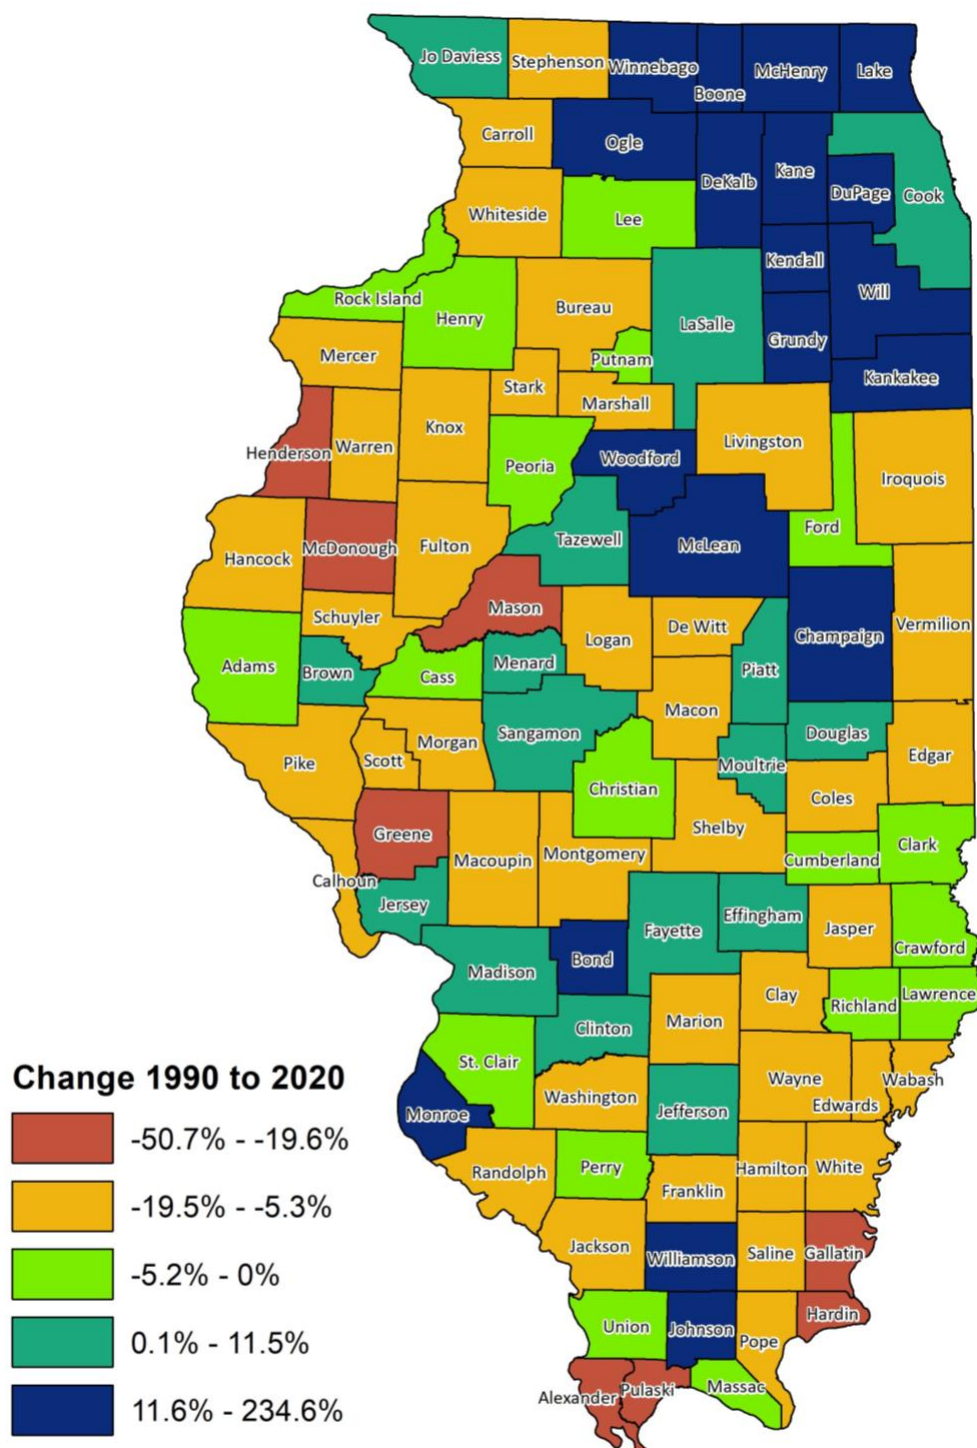 Jo Daviess
Stephenson
Winnebago
Boone
McHenry
Lake
Carroll
Ogle
DeKalb
Kane
DuPage
Cook
Whiteside
Lee
Kendall
Will
Rock Island
Henry
Bureau
LaSalle
Grundy
Mercer
Putnam
Kankakee
Stark
Marshall
Henderson
Warren
Knox
Peoria
Woodford
Livingston
Iroquois
Hancock
McDonough
Fulton
Tazewell
McLean
Ford
Schuyler
Mason
Logan
De Witt
Champaign
Vermilion
Adams
Brown
Cass
Menard
Piatt
Macon
Pike
Scott
Morgan
Sangamon
Christian
Moultrie
Douglas
Edgar
Coles
Greene
Macoupin
Montgomery
Shelby
Cumberland
Clark
Calhoun
Jersey
Fayette
Effingham
Jasper
Crawford
Madison
Bond
Clay
Richland
Lawrence
Clinton
Marion
St. Clair
Wayne
Edwards
Wabash
Monroe
Washington
Jefferson
Randolph
Perry
Franklin
Hamilton
White
Jackson
Williamson
Saline
Gallatin
Union
Johnson
Pope
Hardin
Alexander
Pulaski
Massac
Change 1990 to 2020
-50.7% - -19.6%
-19.5% - -5.3%
-5.2% - 0%
0.1% - 11.5%
11.6% - 234.6%